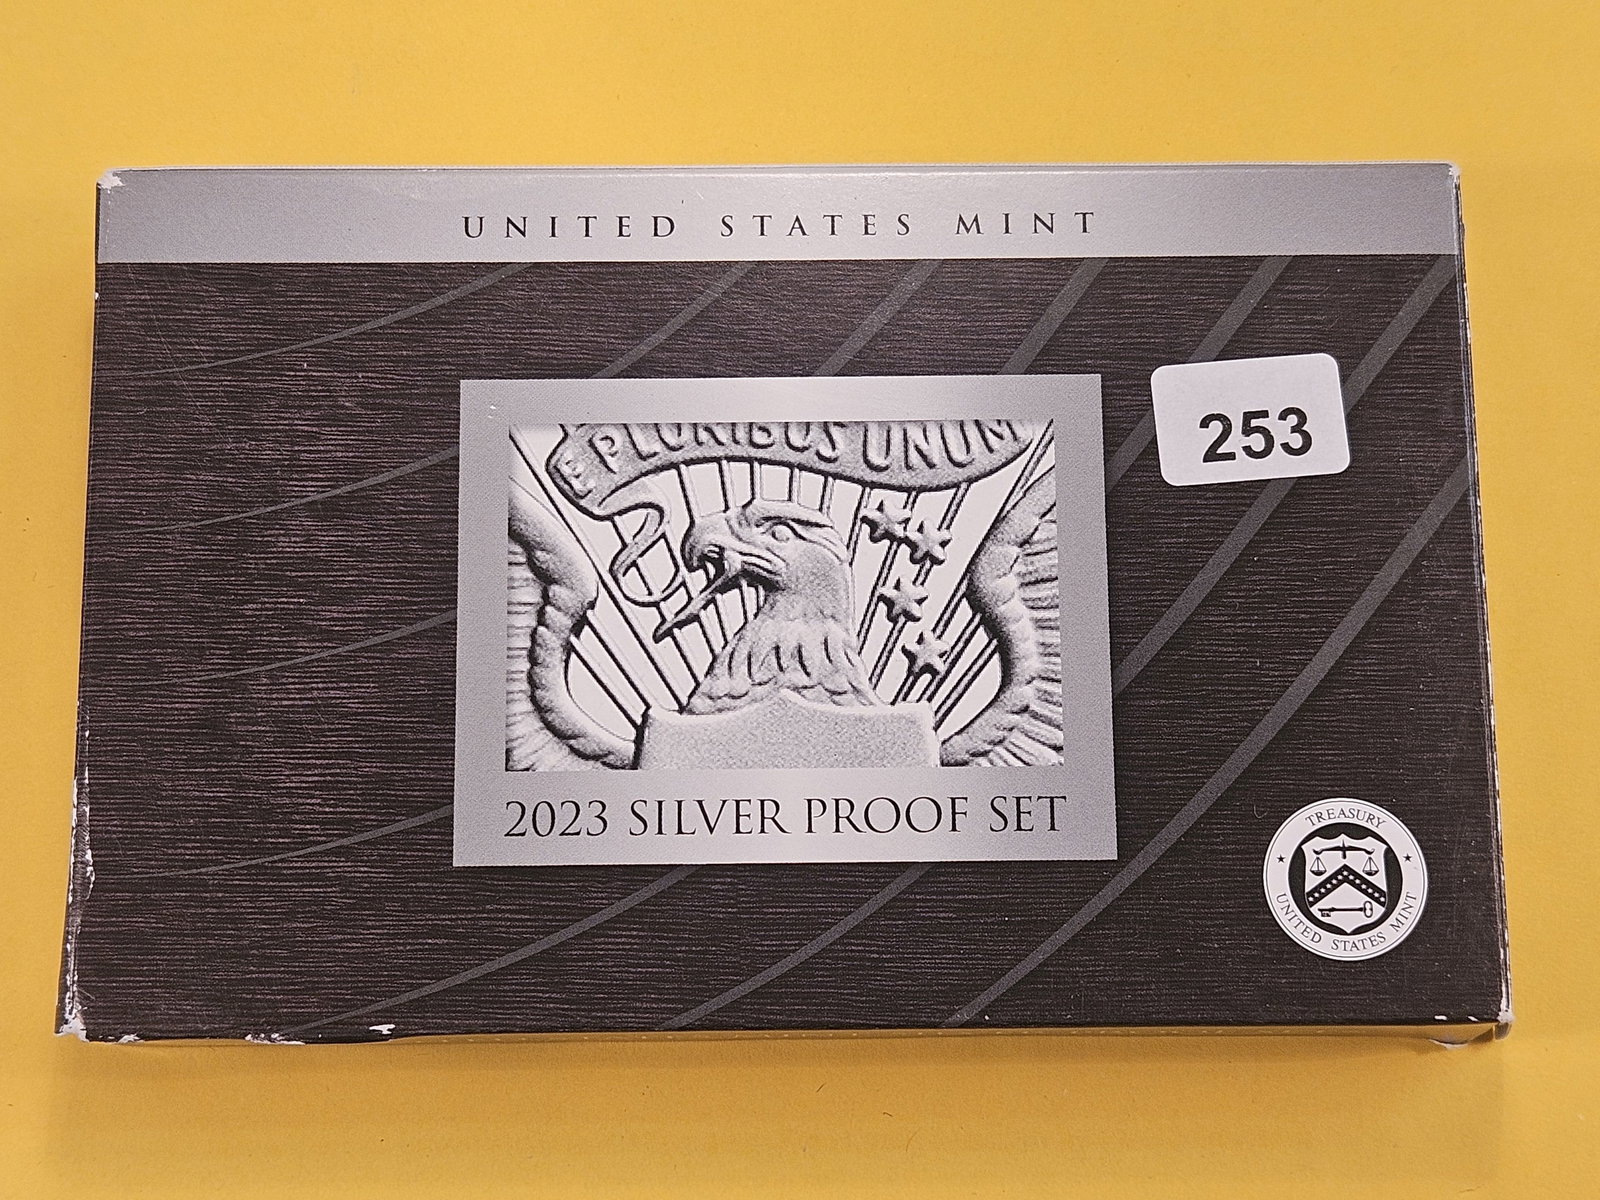 UNITED STATES MINT
253
E PLURIBUS UNUM
2023 SILVER PROOF SET
TREASURY
UNITED STATES MINT